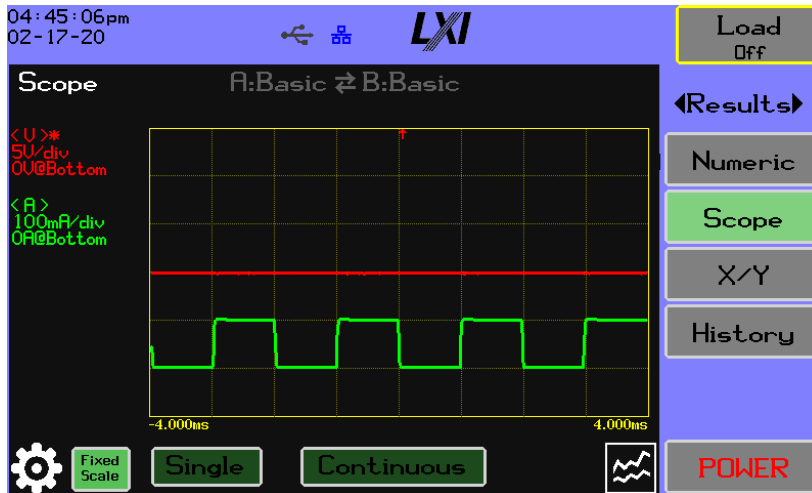 04:45:06pm
02-17-20
LXI
Load
Off
Scope
A:Basic ⇄ B:Basic
◀Results▶
<V>*
5V/div
0V@Bottom
<A>
100mA/div
0A@Bottom
Numeric
Scope
X/Y
History
-4.000ms
4.000ms
Fixed
Scale
Single
Continuous
POWER